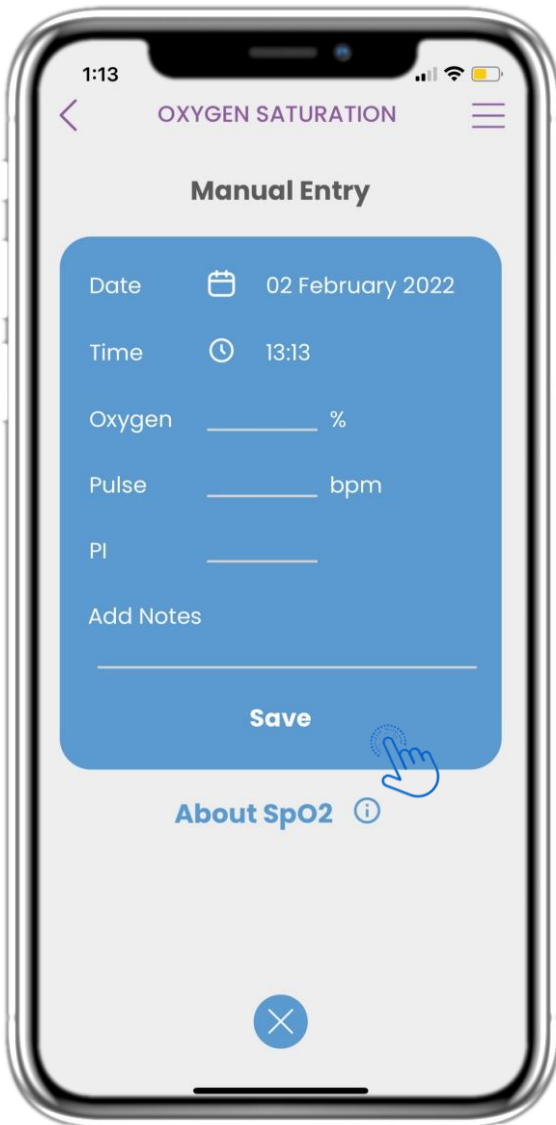 1:13
OXYGEN SATURATION
Manual Entry
Date 02 February 2022
Time 13:13
Oxygen %
Pulse bpm
PI
Add Notes
Save
About SpO2